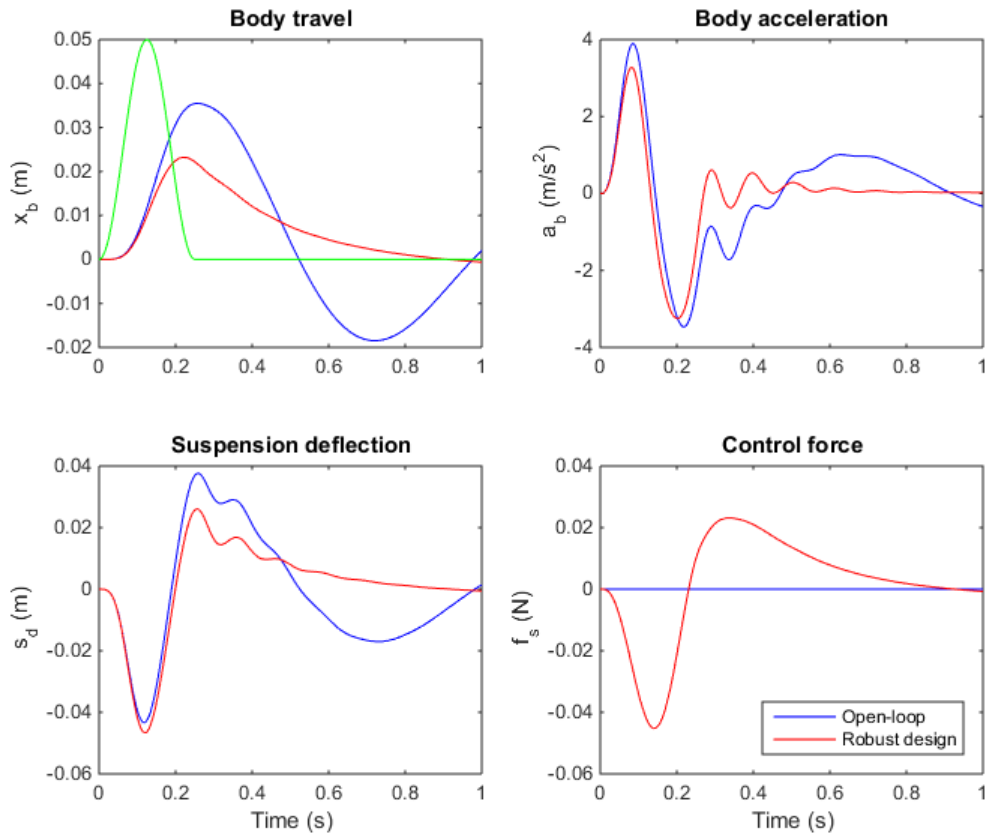 Body travel
x_b (m)
0.05
0.04
0.03
0.02
0.01
0
-0.01
-0.02
0 0.2 0.4 0.6 0.8 1
Body acceleration
a_b (m/s²)
4
2
0
-2
-4
0 0.2 0.4 0.6 0.8 1
Suspension deflection
s_d (m)
0.04
0.02
0
-0.02
-0.04
-0.06
0 0.2 0.4 0.6 0.8 1
Time (s)
Control force
f_s (N)
0.04
0.02
0
-0.02
-0.04
-0.06
0 0.2 0.4 0.6 0.8 1
Time (s)
Open-loop
Robust design